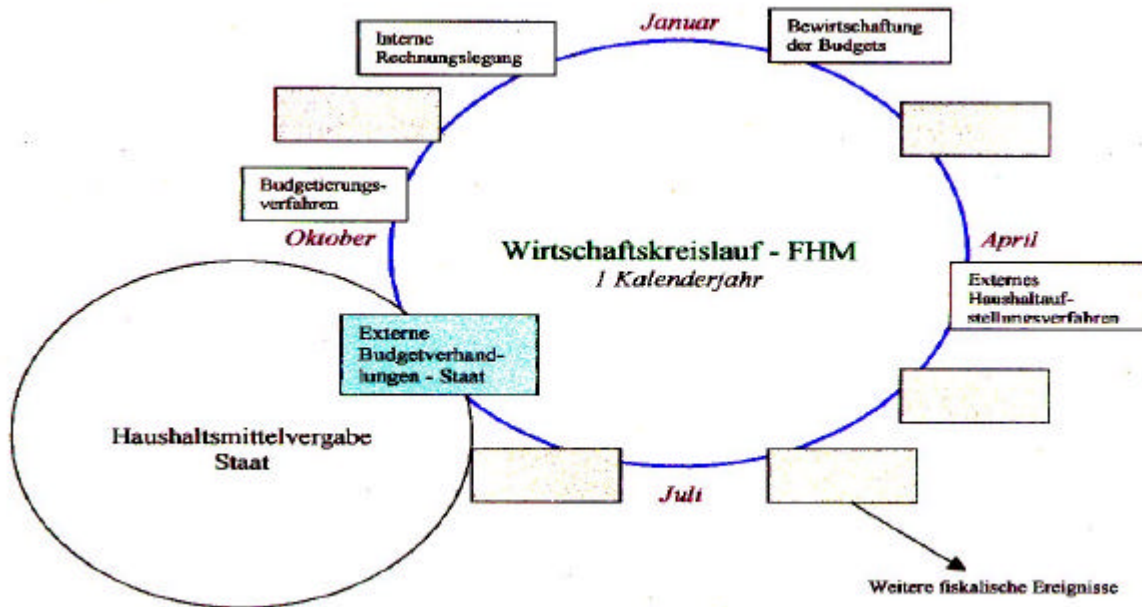 Januar
Interne
Rechnungslegung
Bewirtschaftung
der Budgets
Budgetierungs-
verfahren
Oktober
Wirtschaftskreislauf - FHM
1 Kalenderjahr
April
Externes
Haushaltauf-
stellungsverfahren
Externe
Budgetverhand-
lungen - Staat
Haushaltsmittelvergabe
Staat
Juli
Weitere fiskalische Ereignisse